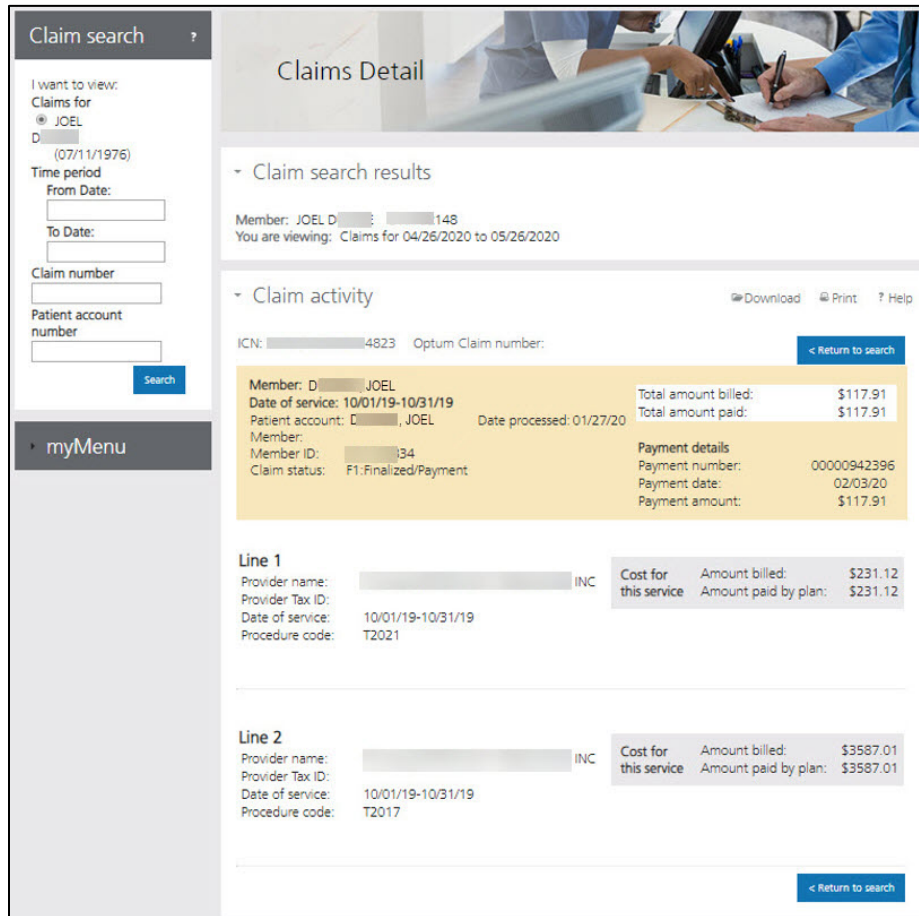 Claim search ?
I want to view:
Claims for
JOEL
D
(07/11/1976)
Time period
From Date:
To Date:
Claim number
Patient account
number
Search
myMenu
Claims Detail
Claim search results
Member: JOEL D 148
You are viewing: Claims for 04/26/2020 to 05/26/2020
Claim activity Download Print ? Help
ICN: 4823 Optum Claim number: < Return to search
Member: D , JOEL
Date of service: 10/01/19-10/31/19
Patient account: D , JOEL Date processed: 01/27/20
Member:
Member ID: 334
Claim status: F1:Finalized/Payment
Total amount billed: $117.91
Total amount paid: $117.91
Payment details
Payment number: 00000942396
Payment date: 02/03/20
Payment amount: $117.91
Line 1
Provider name: INC
Provider Tax ID:
Date of service: 10/01/19-10/31/19
Procedure code: T2021
Cost for Amount billed: $231.12
this service Amount paid by plan: $231.12
Line 2
Provider name: INC
Provider Tax ID:
Date of service: 10/01/19-10/31/19
Procedure code: T2017
Cost for Amount billed: $3587.01
this service Amount paid by plan: $3587.01
< Return to search